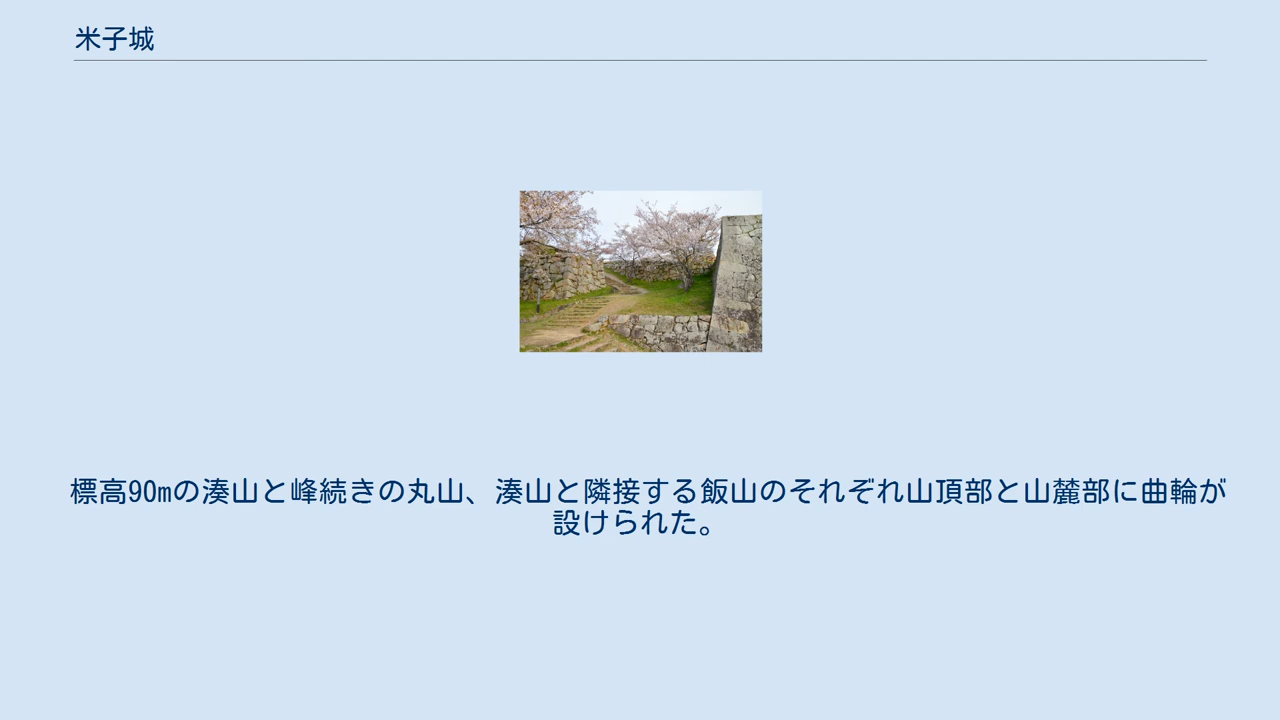 米子城
標高90mの湊山と峰続きの丸山、湊山と隣接する飯山のそれぞれ山頂部と山麓部に曲輪が
設けられた。